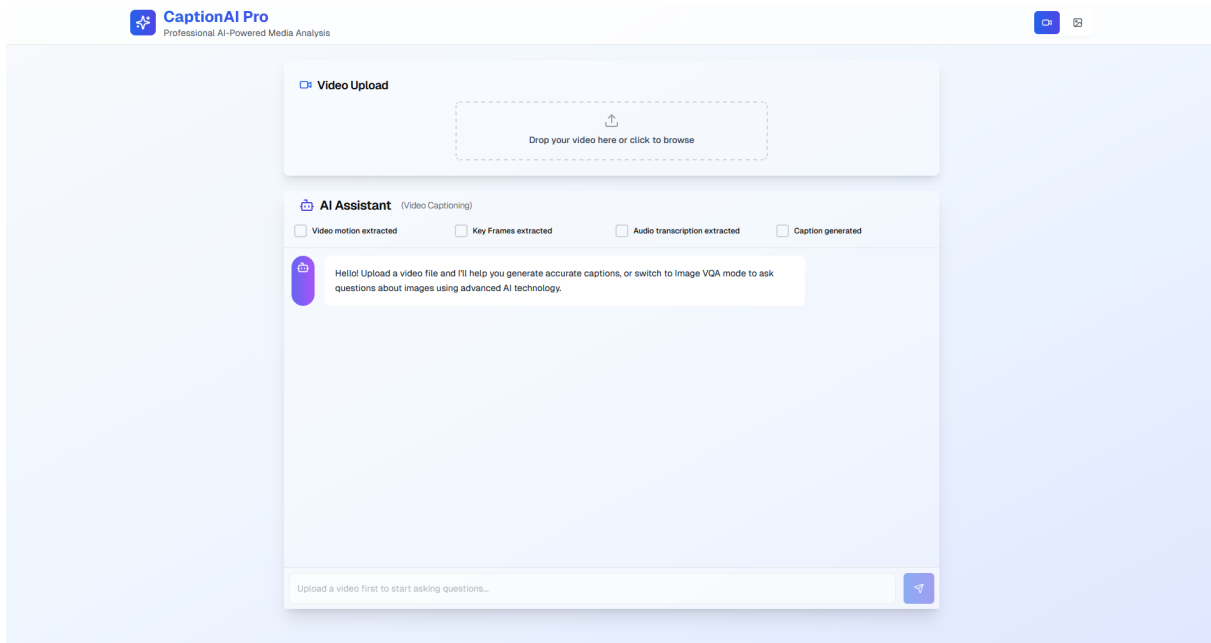 CaptionAI Pro
Professional AI-Powered Media Analysis
Video Upload
Drop your video here or click to browse
AI Assistant (Video Captioning)
Video motion extracted Key Frames extracted Audio transcription extracted Caption generated
Hello! Upload a video file and I'll help you generate accurate captions, or switch to Image VQA mode to ask
questions about images using advanced AI technology.
Upload a video first to start asking questions...